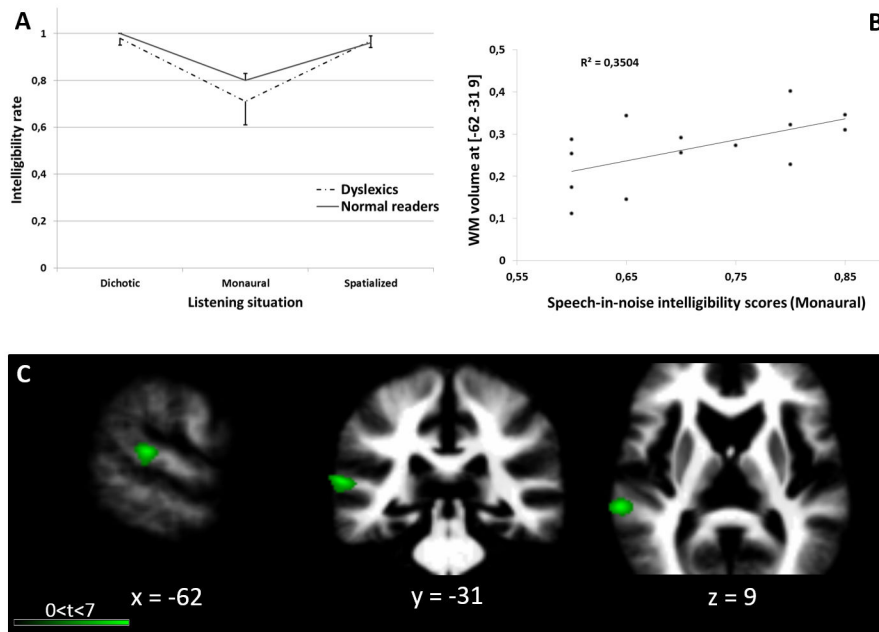 A
Intelligibility rate
1
0,8
0,6
0,4
0,2
0
Dyslexics
Normal readers
Dichotic
Monaural
Spatialized
Listening situation
B
WM volume at [-62 -31 9]
0,5
0,4
0,3
0,2
0,1
0
R² = 0,3504
0,55
0,65
0,75
0,85
Speech-in-noise intelligibility scores (Monaural)
C
x = -62
y = -31
z = 9
0<t<7